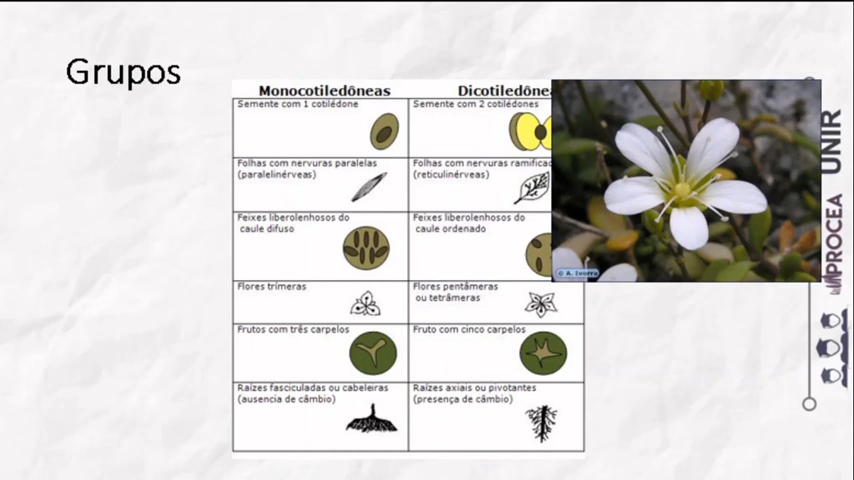 Grupos
Monocotiledôneas
Semente com 1 cotilédone
Folhas com nervuras paralelas
(paralelinérveas)
Feixes liberolenhosos do
caule difuso
Flores trímeras
Frutos com três carpelos
Raízes fasciculadas ou cabeleiras
(ausencia de câmbio)
Semente com 2 cotilédones
Folhas com nervuras
(reticulinérveas)
Feixes liberolenhosos do
caule ordenado
Flores pentâmeras
ou tetrâmeras
Fruto com cinco carpelos
Raízes axiais ou pivotantes
(presença de câmbio)
© A. Ivorra
UNIR
PROCEA